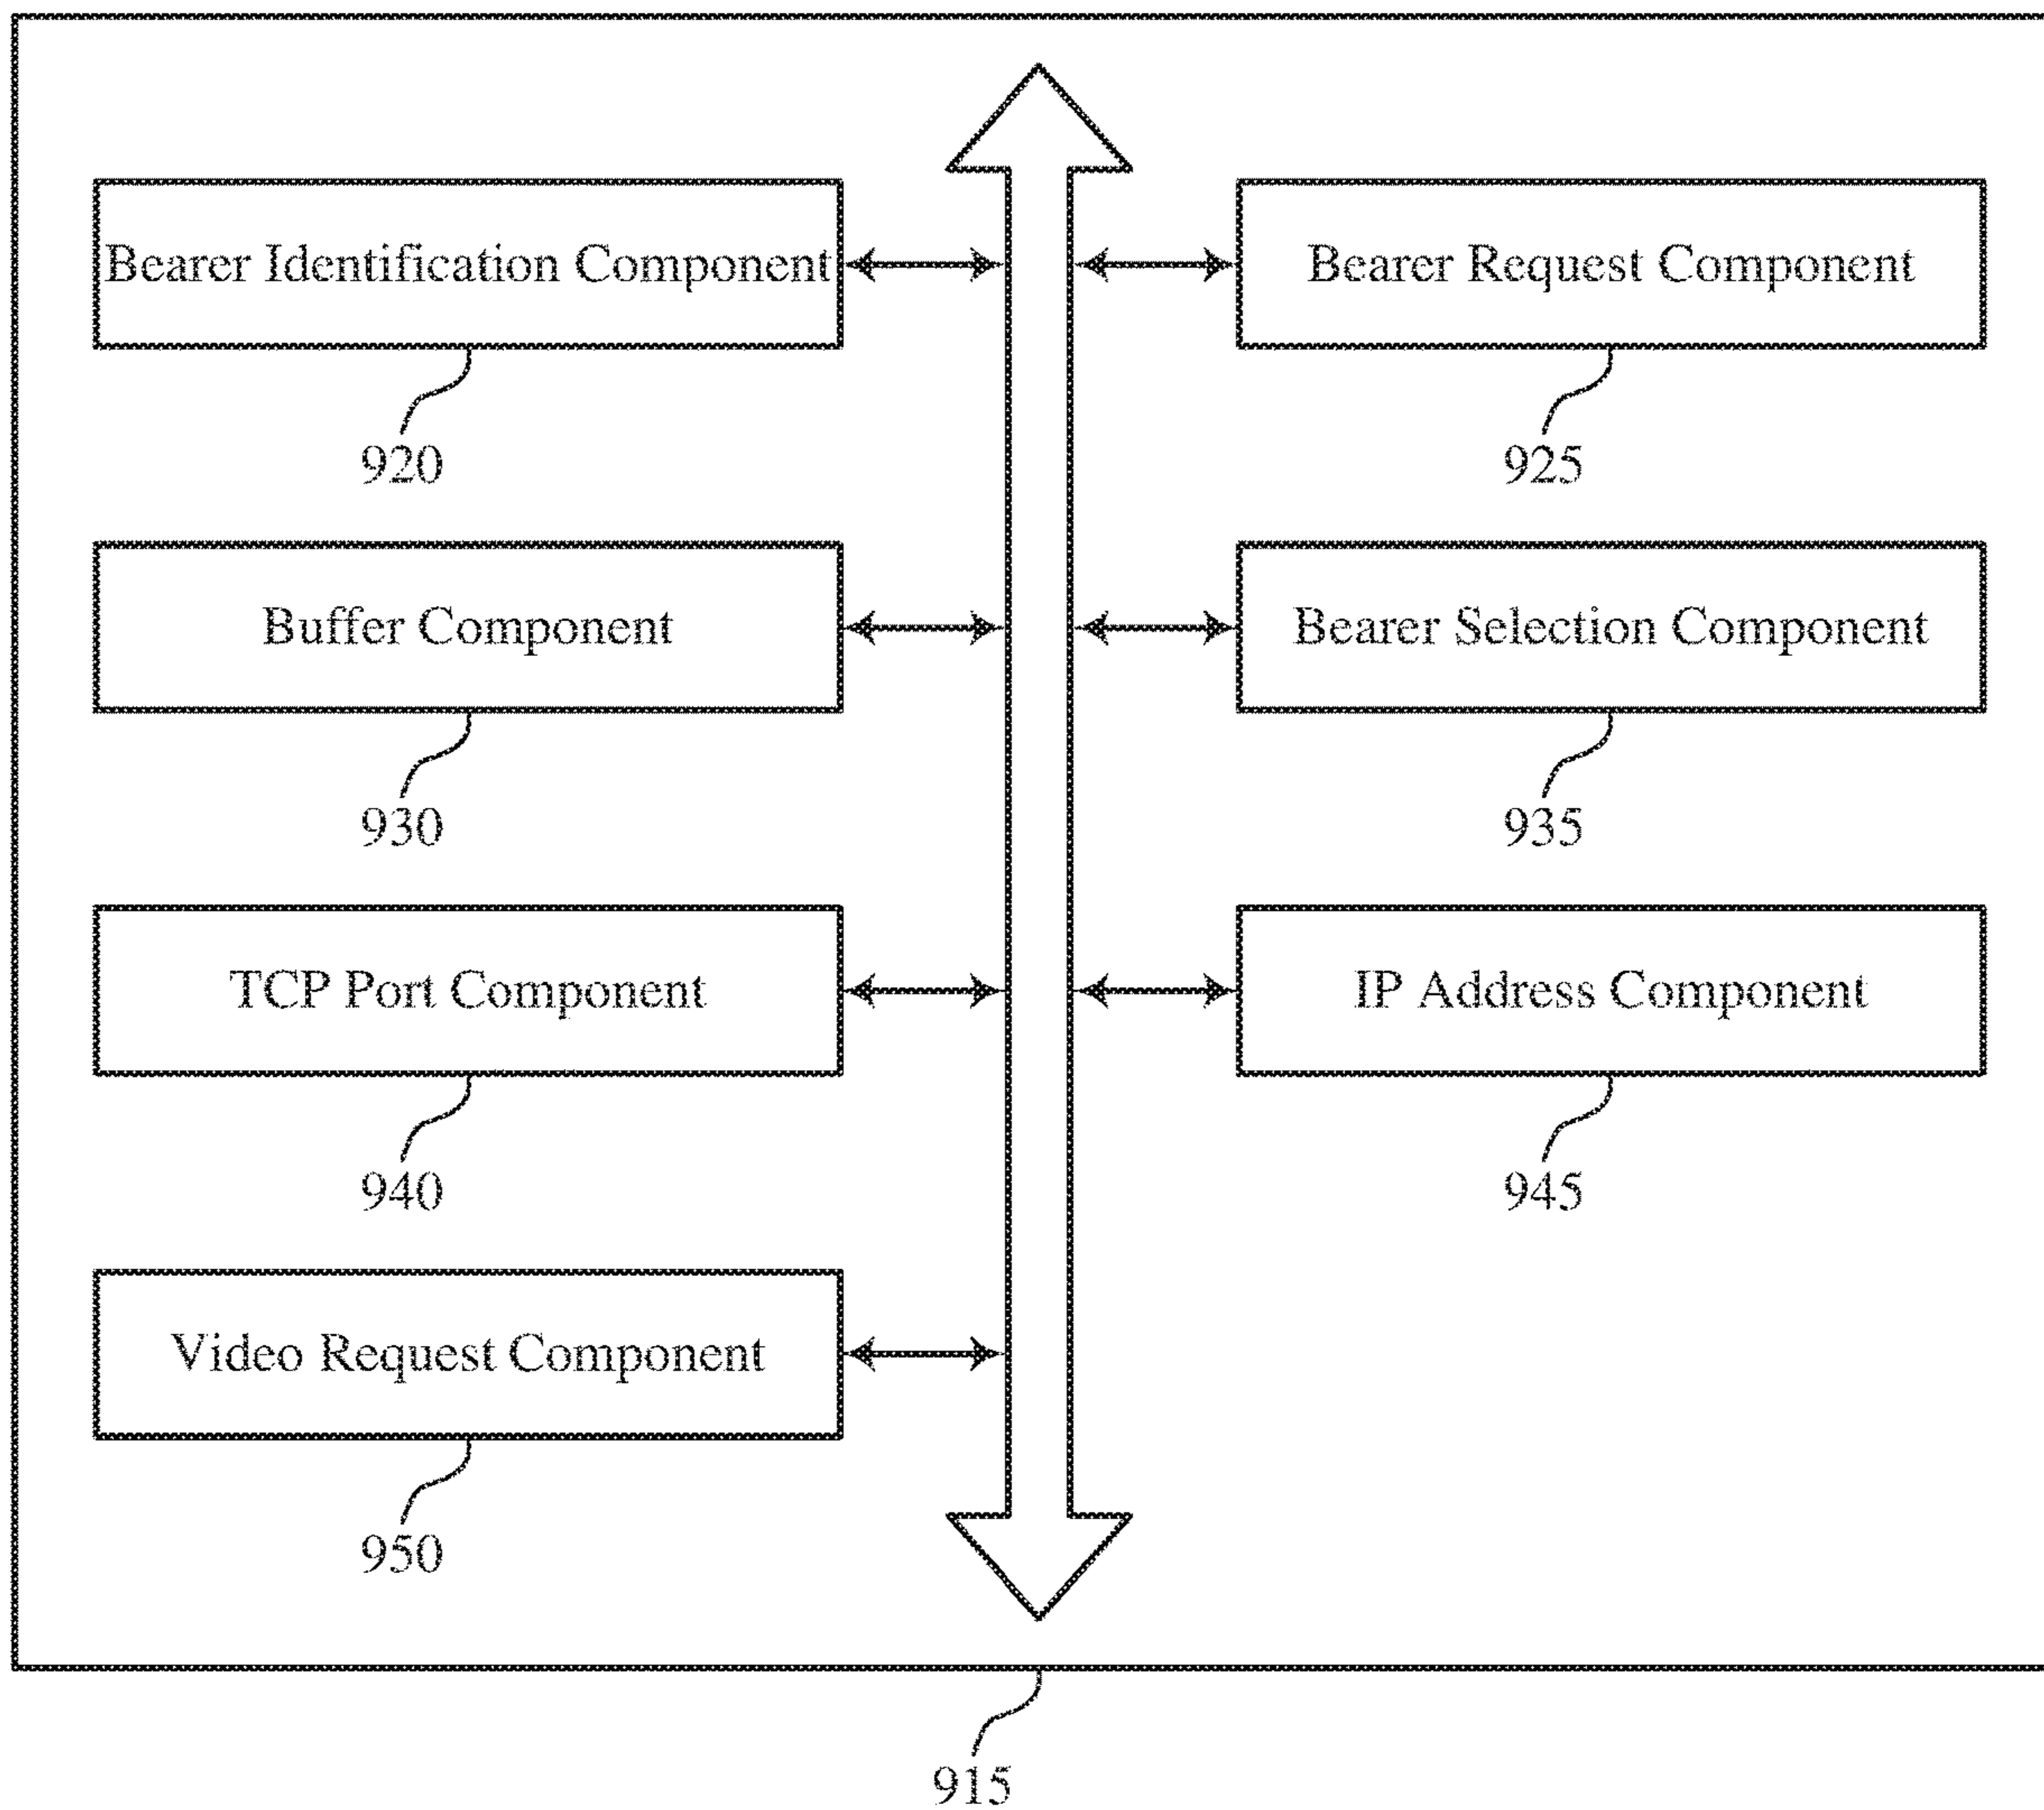 Bearer Identification Component
Bearer Request Component
920
925
Buffer Component
Bearer Selection Component
930
935
TCP Port Component
IP Address Component
940
945
Video Request Component
950
915